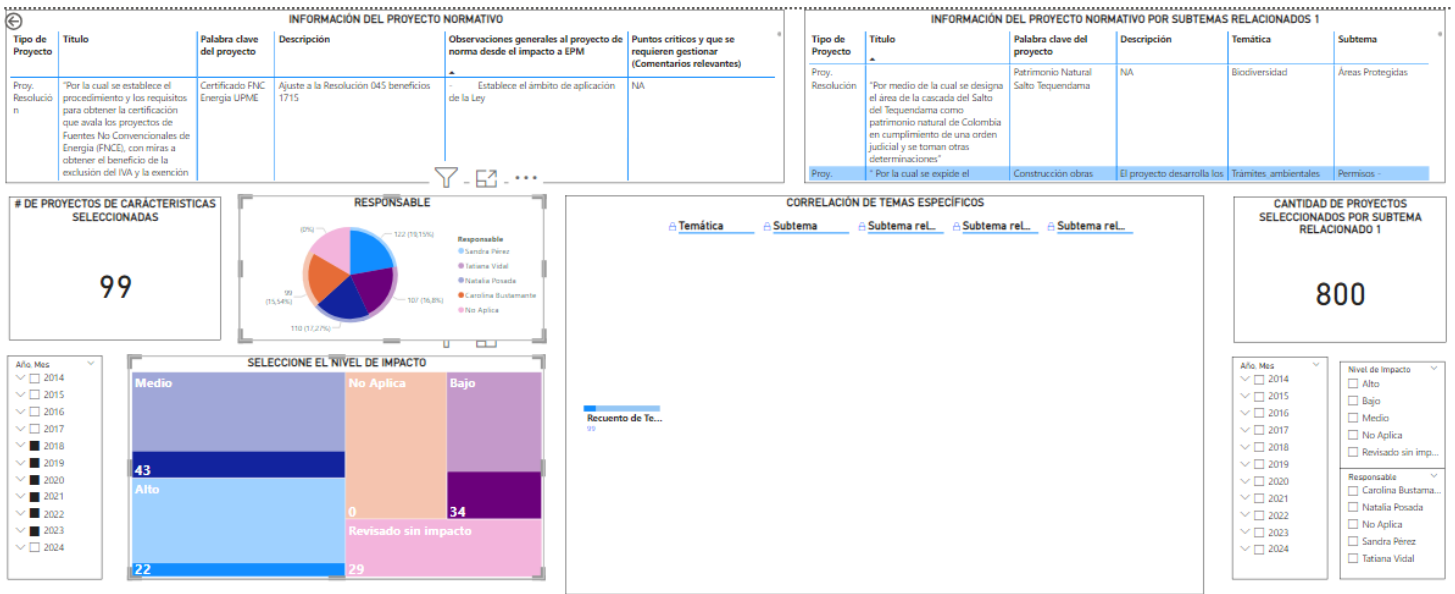 INFORMACIÓN DEL PROYECTO NORMATIVO
Tipo de Proyecto
Título
Palabra clave del proyecto
Descripción
Observaciones generales al proyecto de norma desde el impacto a EPM
Puntos críticos y que se requieren gestionar (Comentarios relevantes)
Proy.
Resolució
n
"Por la cual se establece el
procedimiento y los requisitos
para obtener la certificación
que avala los proyectos de
Fuentes No Convencionales de
Energía (FNCE), con miras a
obtener el beneficio de la
exclusión del IVA y la exención
Certificado FNC
Energía UPME
Ajuste a la Resolución 045 beneficios
1715
- Establece el ámbito de aplicación
de la Ley
NA
INFORMACIÓN DEL PROYECTO NORMATIVO POR SUBTEMAS RELACIONADOS 1
Tipo de Proyecto
Título
Palabra clave del proyecto
Descripción
Temática
Subtema
Proy.
Resolución
"Por medio de la cual se designa
el área de la cascada del Salto
del Tequendama como
patrimonio natural de Colombia
en cumplimiento de una orden
judicial y se toman otras
determinaciones"
Patrimonio Natural
Salto Tequendama
NA
Biodiversidad
Áreas Protegidas
Proy.
" Por la cual se expide el
Construcción obras
El proyecto desarrolla los
Trámites_ambientales
Permisos -
# DE PROYECTOS DE CARÁCTERISTICAS
SELECCIONADAS
99
RESPONSABLE
(0%)
122 (19,15%)
107 (16,8%)
110 (17,27%)
99
(15,54%)
Responsable
Sandra Pérez
Tatiana Vidal
Natalia Posada
Carolina Bustamante
No Aplica
CORRELACIÓN DE TEMAS ESPECÍFICOS
Temática
Subtema
Subtema rel...
Subtema rel...
Subtema rel...
Recuento de Te...
99
CANTIDAD DE PROYECTOS
SELECCIONADOS POR SUBTEMA
RELACIONADO 1
800
Año, Mes
2014
2015
2016
2017
2018
2019
2020
2021
2022
2023
2024
SELECCIONE EL NIVEL DE IMPACTO
Medio
43
Alto
22
No Aplica
0
Bajo
34
Revisado sin impacto
29
Año, Mes
2014
2015
2016
2017
2018
2019
2020
2021
2022
2023
2024
Nivel de Impacto
Alto
Bajo
Medio
No Aplica
Revisado sin imp...
Responsable
Carolina Bustama...
Natalia Posada
No Aplica
Sandra Pérez
Tatiana Vidal